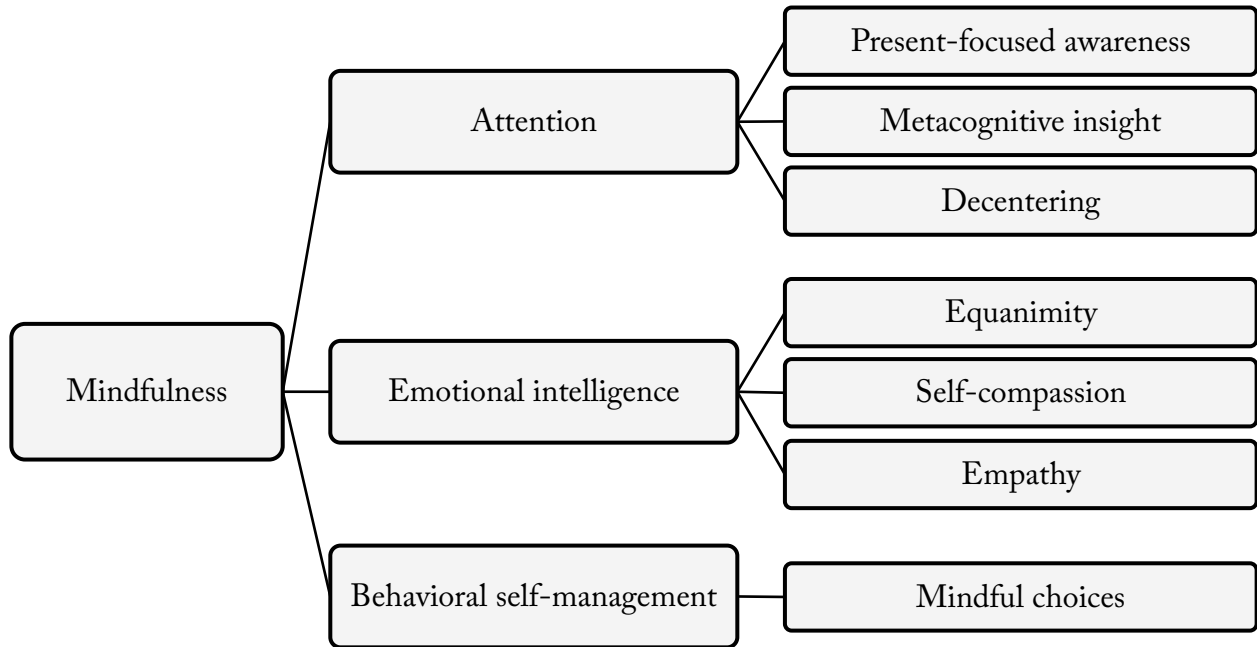 Present-focused awareness
Attention
Metacognitive insight
Decentering
Equanimity
Mindfulness
Emotional intelligence
Self-compassion
Empathy
Behavioral self-management
Mindful choices